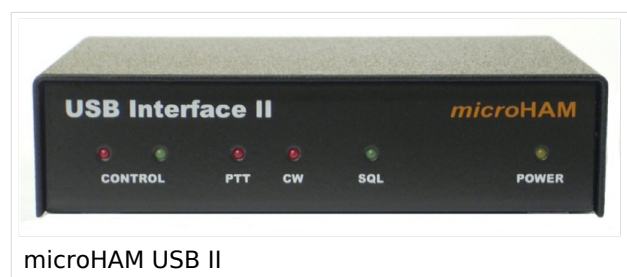 USB Interface II microHAM
CONTROL PTT CW SQL POWER
microHAM USB II